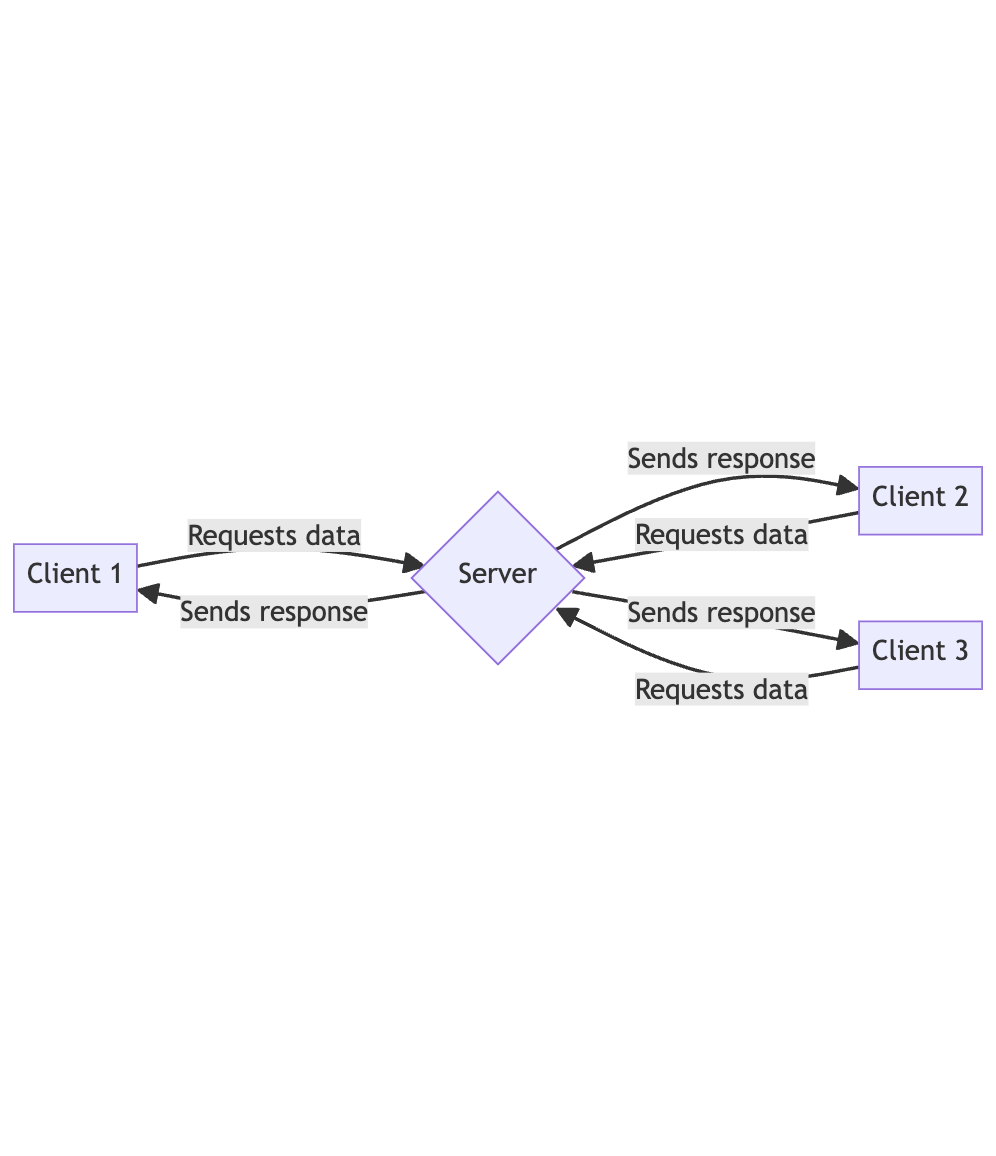 Sends response
Client 2
Requests data
Requests data
Client 1
Server
Sends response
Sends response
Client 3
Requests data